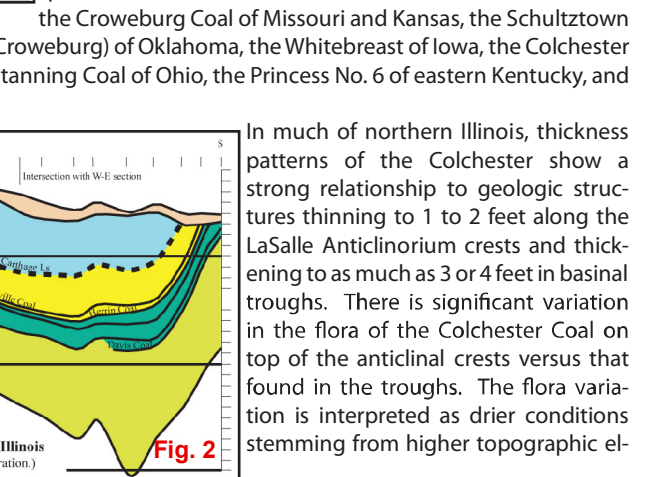 the Croweburg Coal of Missouri and Kansas, the Schultztown
Croweburg) of Oklahoma, the Whitebreast of Iowa, the Colchester
tanning Coal of Ohio, the Princess No. 6 of eastern Kentucky, and
S
Intersection with W-E section
Carthage Ls
ville Coal
Herrin Coal
Davis Coal
Illinois
ration.)
Fig. 2
In much of northern Illinois, thickness
patterns of the Colchester show a
strong relationship to geologic struc-
tures thinning to 1 to 2 feet along the
LaSalle Anticlinorium crests and thick-
ening to as much as 3 or 4 feet in basinal
troughs. There is significant variation
in the flora of the Colchester Coal on
top of the anticlinal crests versus that
found in the troughs. The flora varia-
tion is interpreted as drier conditions
stemming from higher topographic el-